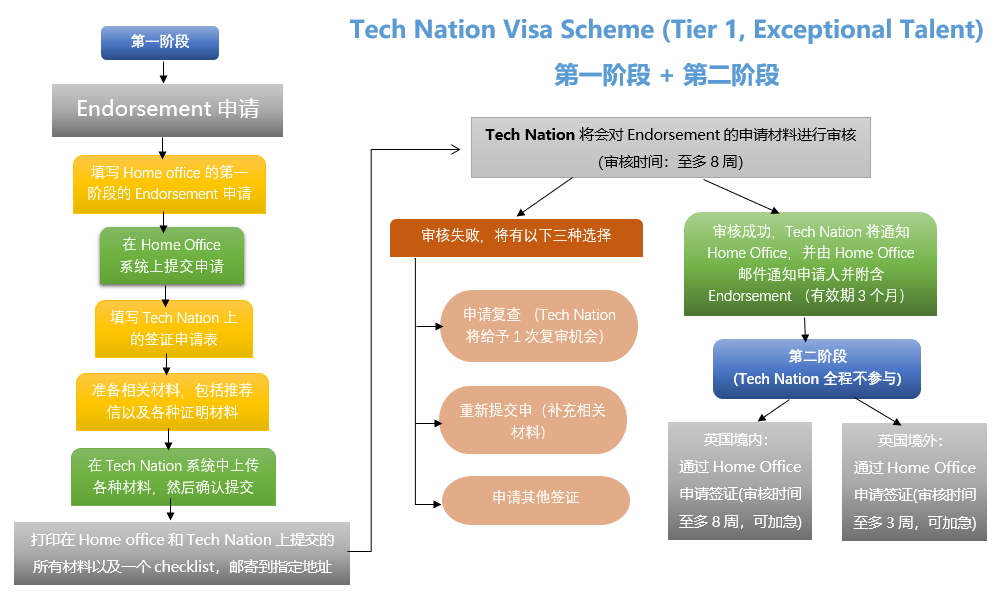 Tech Nation Visa Scheme (Tier 1, Exceptional Talent)
第一阶段 + 第二阶段
第一阶段
Endorsement 申请
填写 Home office 的第一
阶段的 Endorsement 申请
在 Home Office
系统上提交申请
填写 Tech Nation 上
的签证申请表
准备相关材料，包括推荐
信以及各种证明材料
在 Tech Nation 系统中上传
各种材料，然后确认提交
打印在 Home office 和 Tech Nation 上提交的
所有材料以及一个 checklist，邮寄到指定地址
Tech Nation 将会对 Endorsement 的申请材料进行审核
(审核时间：至多 8 周)
审核失败，将有以下三种选择
申请复查 （Tech Nation
将给予 1 次复审机会）
重新提交申（补充相关
材料）
申请其他签证
审核成功，Tech Nation 将通知
Home Office，并由 Home Office
邮件通知申请人并附含
Endorsement （有效期 3 个月）
第二阶段
(Tech Nation 全程不参与)
英国境内：
通过 Home Office
申请签证(审核时间
至多 8 周，可加急)
英国境外：
通过 Home Office
申请签证(审核时间
至多 3 周，可加急)